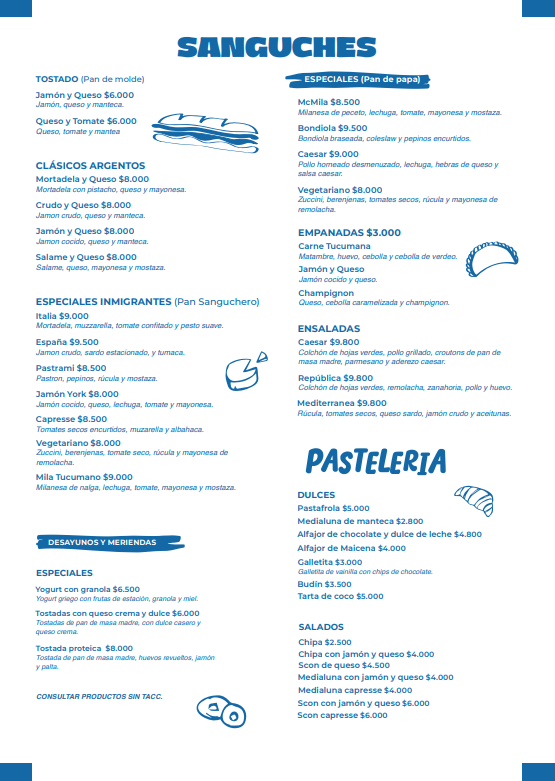 SANGUCHES
TOSTADO (Pan de molde)
Jamón y Queso $6.000
Jamón, queso y manteca.
Queso y Tomate $6.000
Queso, tomate y mantea
CLÁSICOS ARGENTOS
Mortadela y Queso $8.000
Mortadela con pistacho, queso y mayonesa.
Crudo y Queso $8.000
Jamon crudo, queso y manteca.
Jamón y Queso $8.000
Jamon cocido, queso y manteca.
Salame y Queso $8.000
Salame, queso, mayonesa y mostaza.
ESPECIALES INMIGRANTES (Pan Sanguchero)
Italia $9.000
Mortadela, muzzarella, tomate confitado y pesto suave.
España $9.500
Jamon crudo, sardo estacionado, y tumaca.
Pastrami $8.500
Pastron, pepinos, rúcula y mostaza.
Jamón York $8.000
Jamón cocido, queso, lechuga, tomate y mayonesa.
Capresse $8.500
Tomates secos encurtidos, muzarella y albahaca.
Vegetariano $8.000
Zuccini, berenjenas, tomate seco, rúcula y mayonesa de
remolacha.
Mila Tucumano $9.000
Milanesa de nalga, lechuga, tomate, mayonesa y mostaza.
DESAYUNOS Y MERIENDAS
ESPECIALES
Yogurt con granola $6.500
Yogurt griego con frutas de estación, granola y miel.
Tostadas con queso crema y dulce $6.000
Tostadas de pan de masa madre, con dulce casero y
queso crema.
Tostada proteica $8.000
Tostada de pan de masa madre, huevos revueltos, jamón
y palta.
CONSULTAR PRODUCTOS SIN TACC.
ESPECIALES (Pan de papa)
McMila $8.500
Milanesa de peceto, lechuga, tomate, mayonesa y mostaza.
Bondiola $9.500
Bondiola braseada, coleslaw y pepinos encurtidos.
Caesar $9.000
Pollo horneado desmenuzado, lechuga, hebras de queso y
salsa caesar.
Vegetariano $8.000
Zuccini, berenjenas, tomates secos, rúcula y mayonesa de
remolacha.
EMPANADAS $3.000
Carne Tucumana
Matambre, huevo, cebolla y cebolla de verdeo.
Jamón y Queso
Jamón cocido y queso.
Champignon
Queso, cebolla caramelizada y champignon.
ENSALADAS
Caesar $9.800
Colchón de hojas verdes, pollo grillado, croutons de pan de
masa madre, parmesano y aderezo caesar.
República $9.800
Colchón de hojas verdes, remolacha, zanahoria, pollo y huevo.
Mediterranea $9.800
Rúcula, tomates secos, queso sardo, jamón crudo y aceitunas.
PASTELERIA
DULCES
Pastafrola $5.000
Medialuna de manteca $2.800
Alfajor de chocolate y dulce de leche $4.800
Alfajor de Maicena $4.000
Galletita $3.000
Galletita de vainilla con chips de chocolate.
Budin $3.500
Tarta de coco $5.000
SALADOS
Chipa $2.500
Chipa con jamón y queso $4.000
Scon de queso $4.500
Medialuna con jamón y queso $4.000
Medialuna capresse $4.000
Scon con jamón y queso $6.000
Scon capresse $6.000